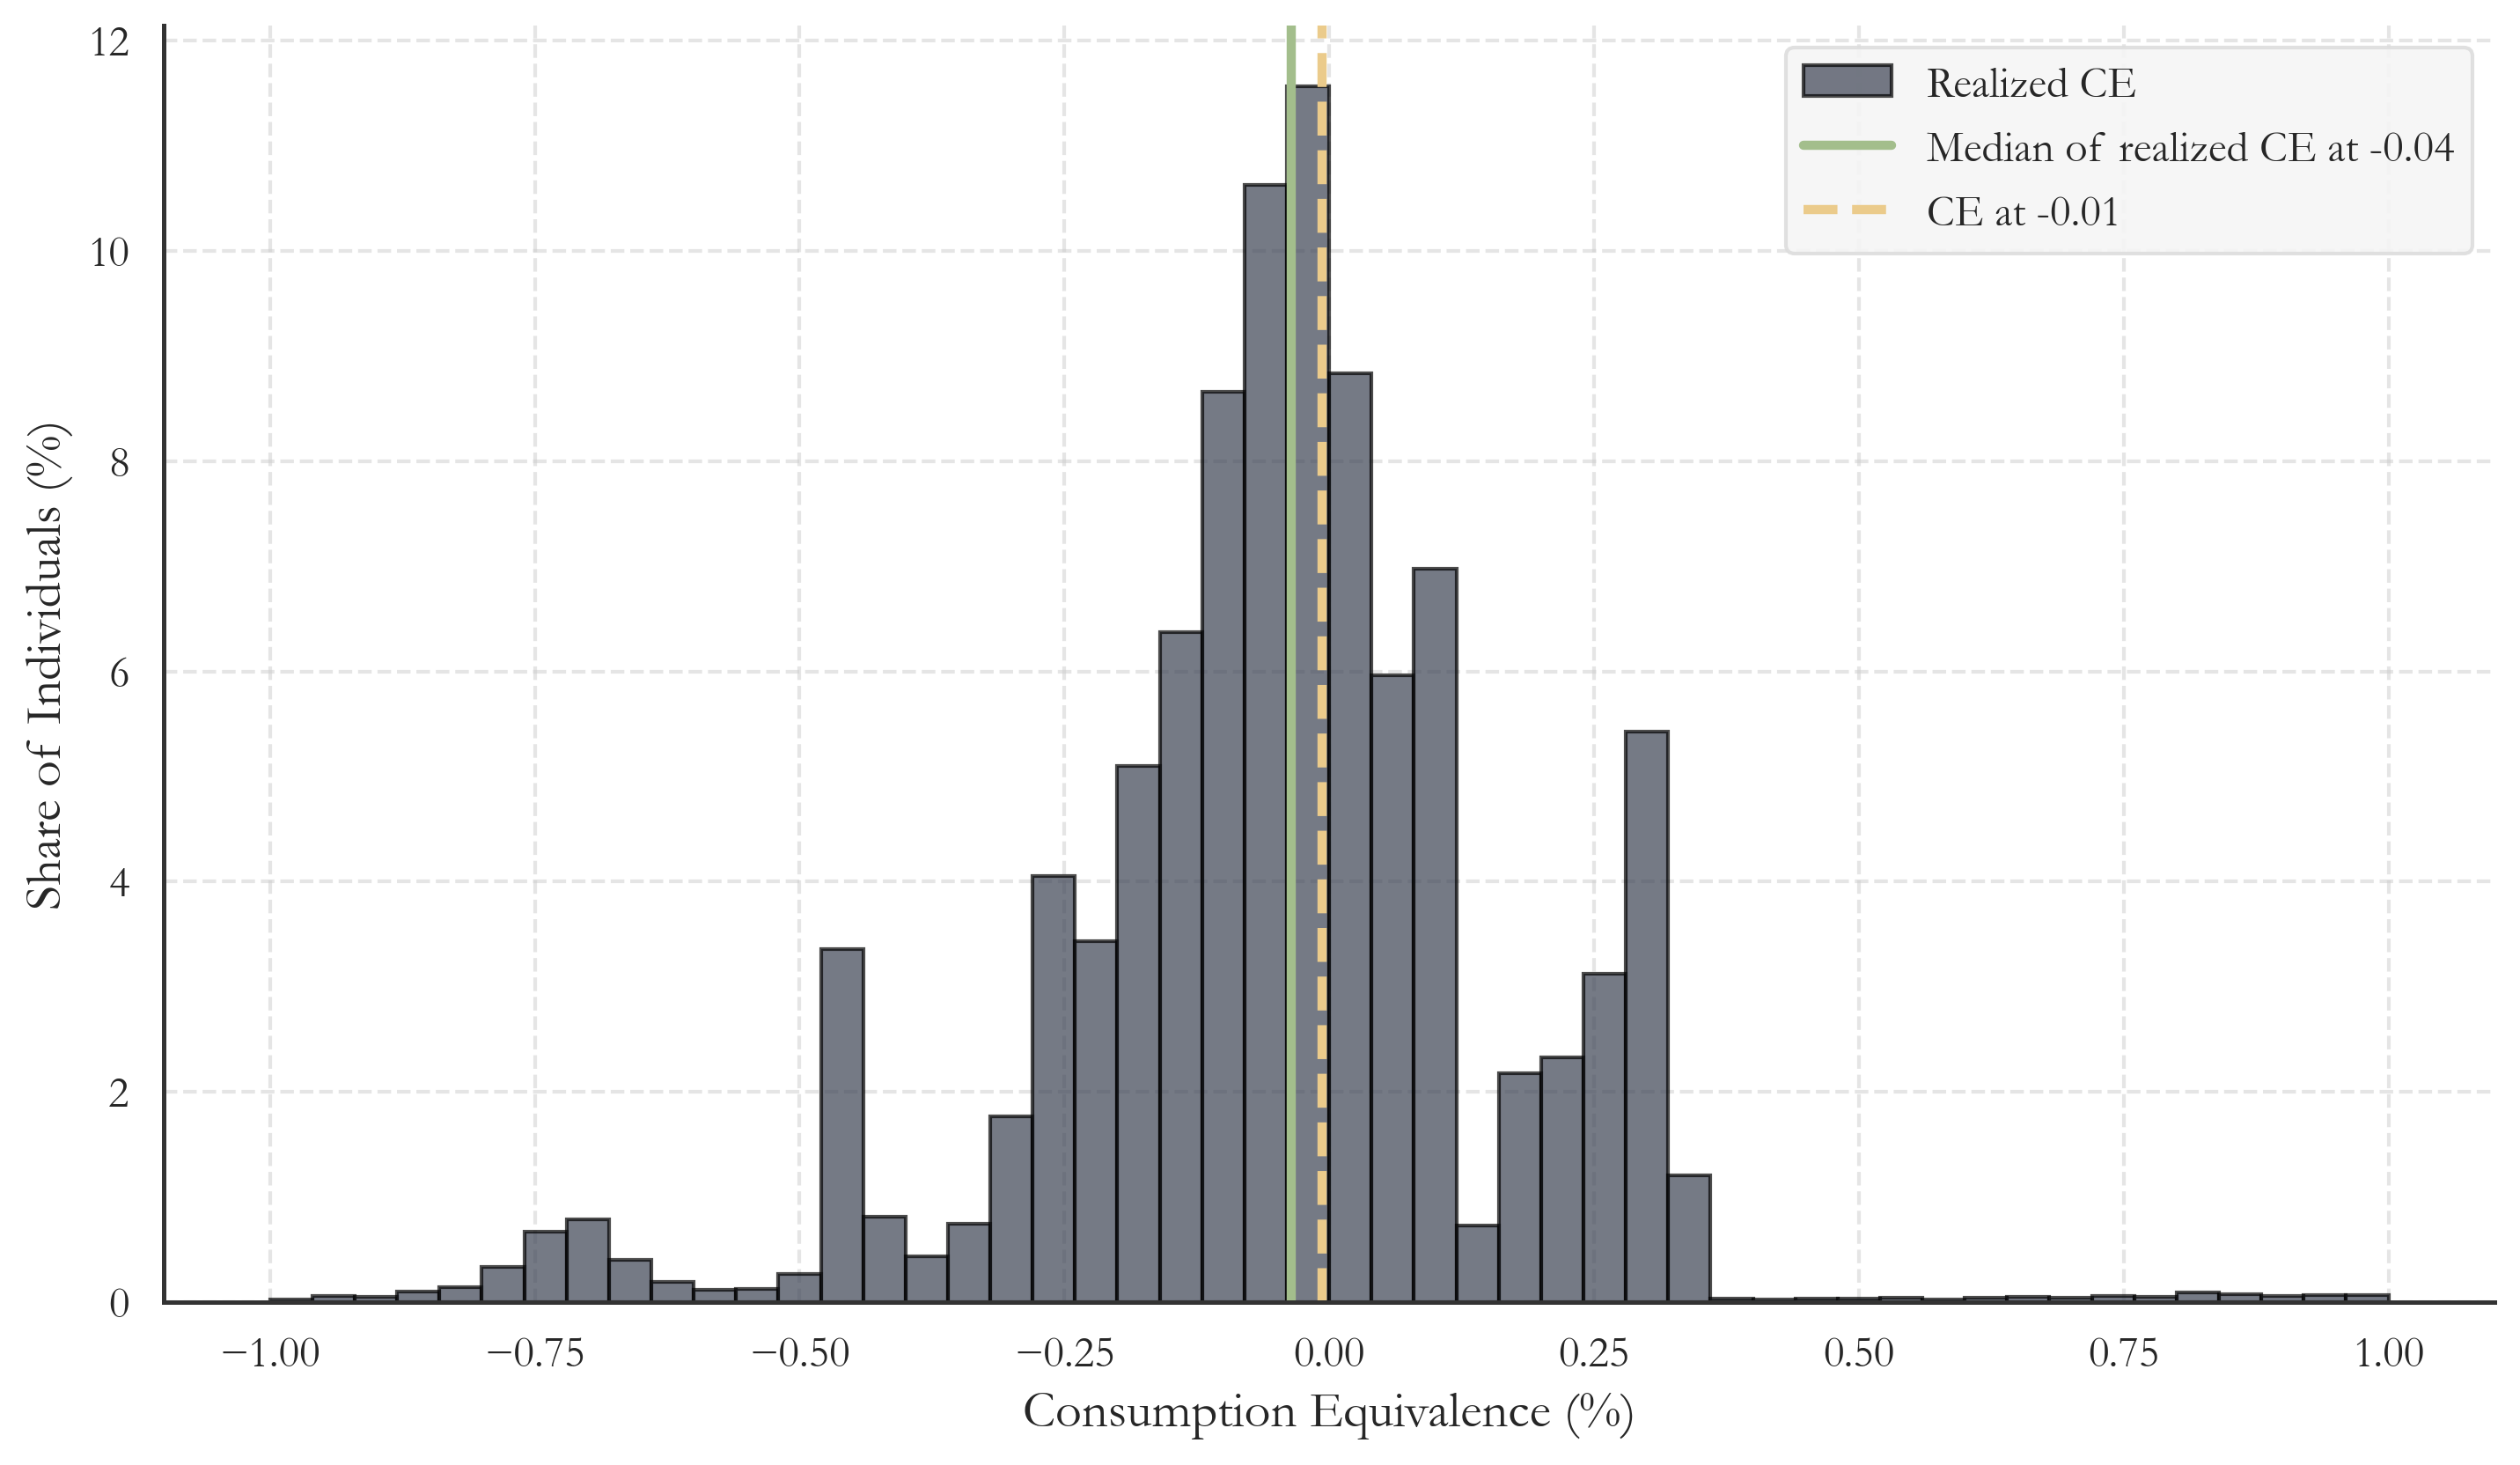 Realized CE
Median of realized CE at -0.04
CE at -0.01
Share of Individuals (%)
12
10
8
6
4
2
0
−1.00 −0.75 −0.50 −0.25 0.00 0.25 0.50 0.75 1.00
Consumption Equivalence (%)